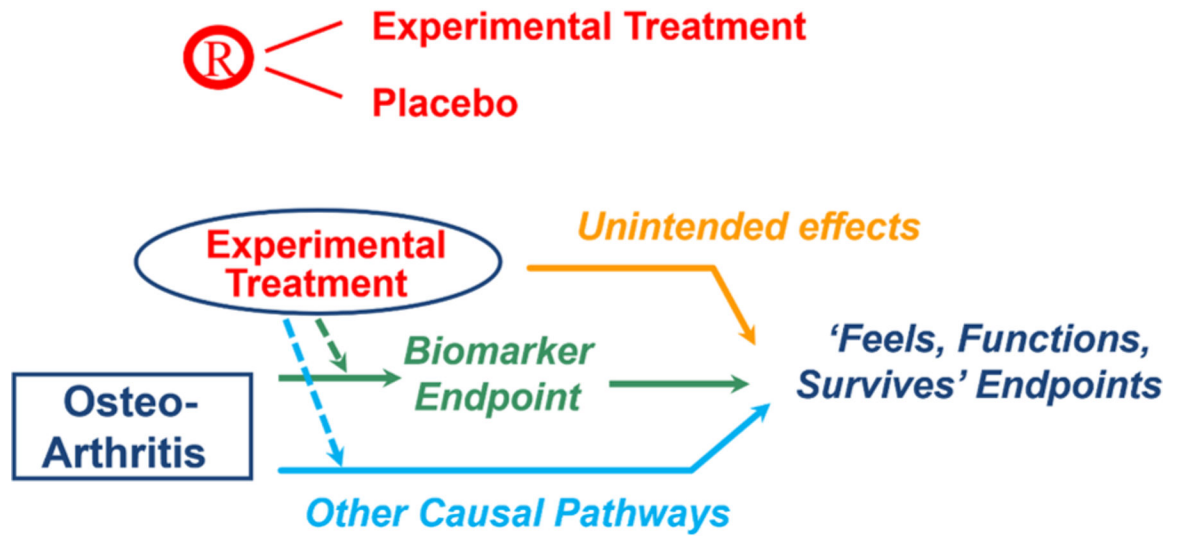 Experimental Treatment
R
Placebo
Unintended effects
Experimental
Treatment
‘Feels, Functions,
Survives’ Endpoints
Biomarker
Endpoint
Osteo-
Arthritis
Other Causal Pathways